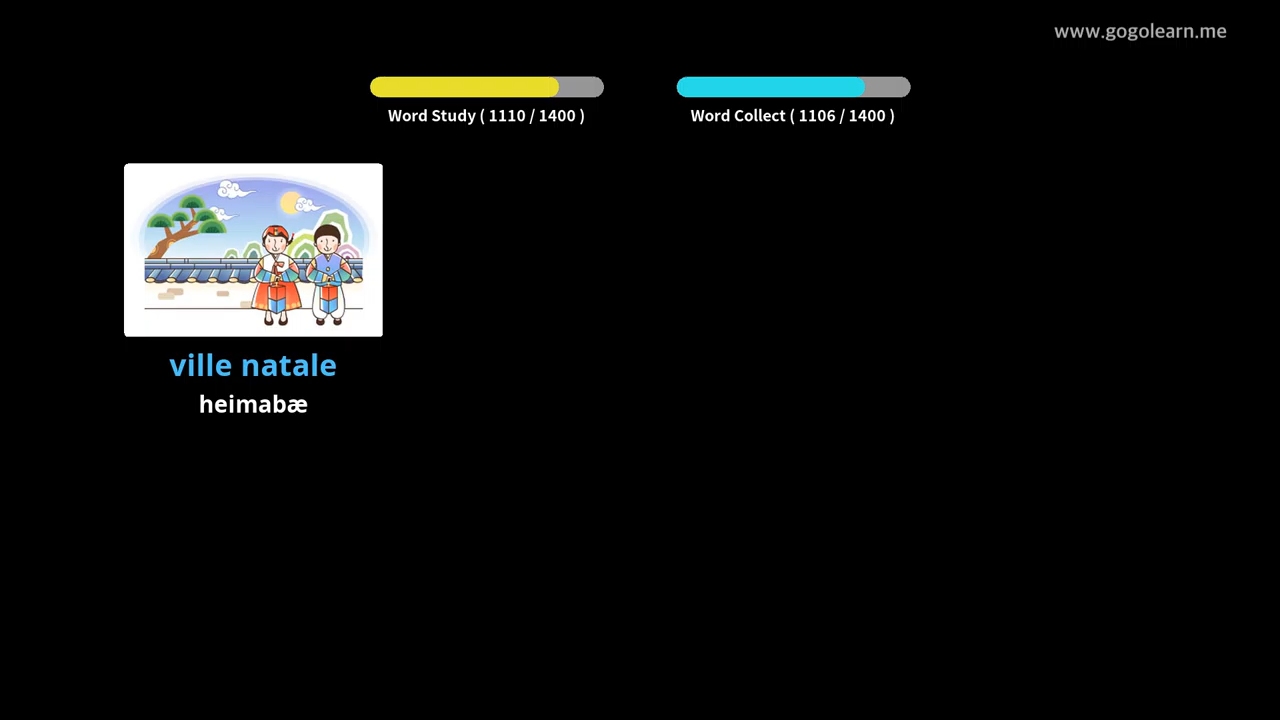 www.gogolearn.me
Word Study ( 1110 / 1400 )
Word Collect ( 1106 / 1400 )
ville natale
heimabæ